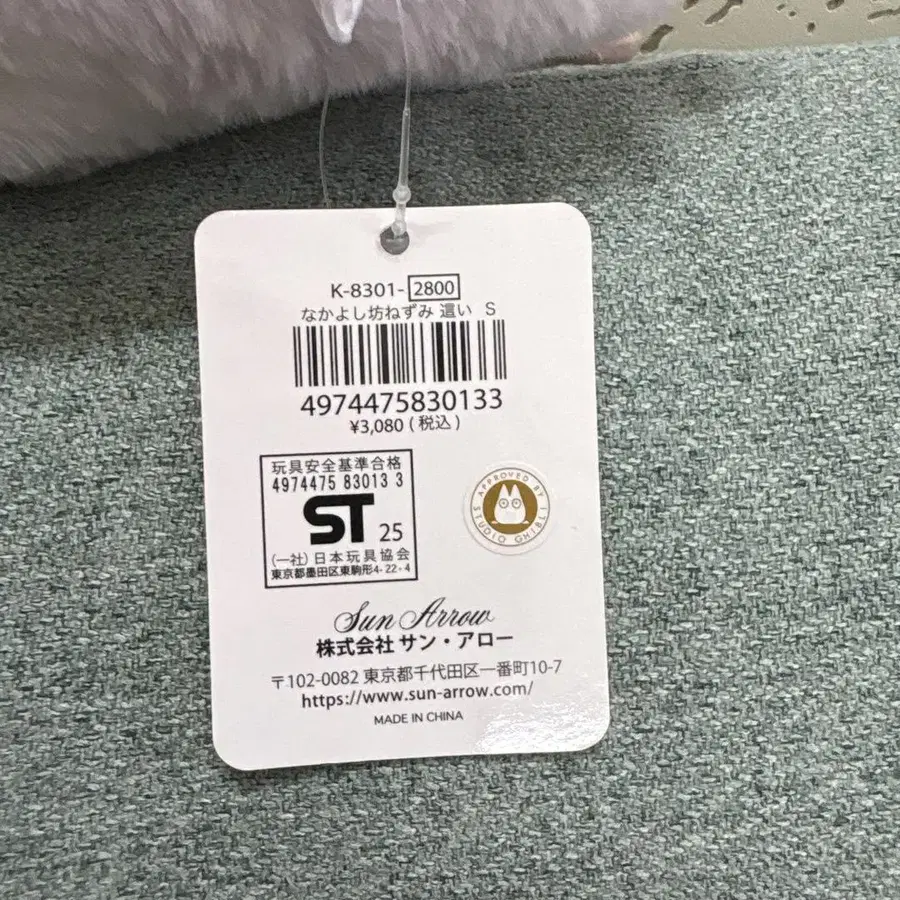 K-8301-2800
なかよし坊ねずみ 這い S
4974475830133
¥3,080 (税込)
玩具安全基準合格
4974475 83013 3
ST 25
(一社)日本玩具協会
東京都墨田区東駒形4-22-4
APPROVED BY
STUDIO GHIBLI
Sun Arrow
株式会社 サン・アロー
〒102-0082 東京都千代田区一番町10-7
https://www.sun-arrow.com/
MADE IN CHINA